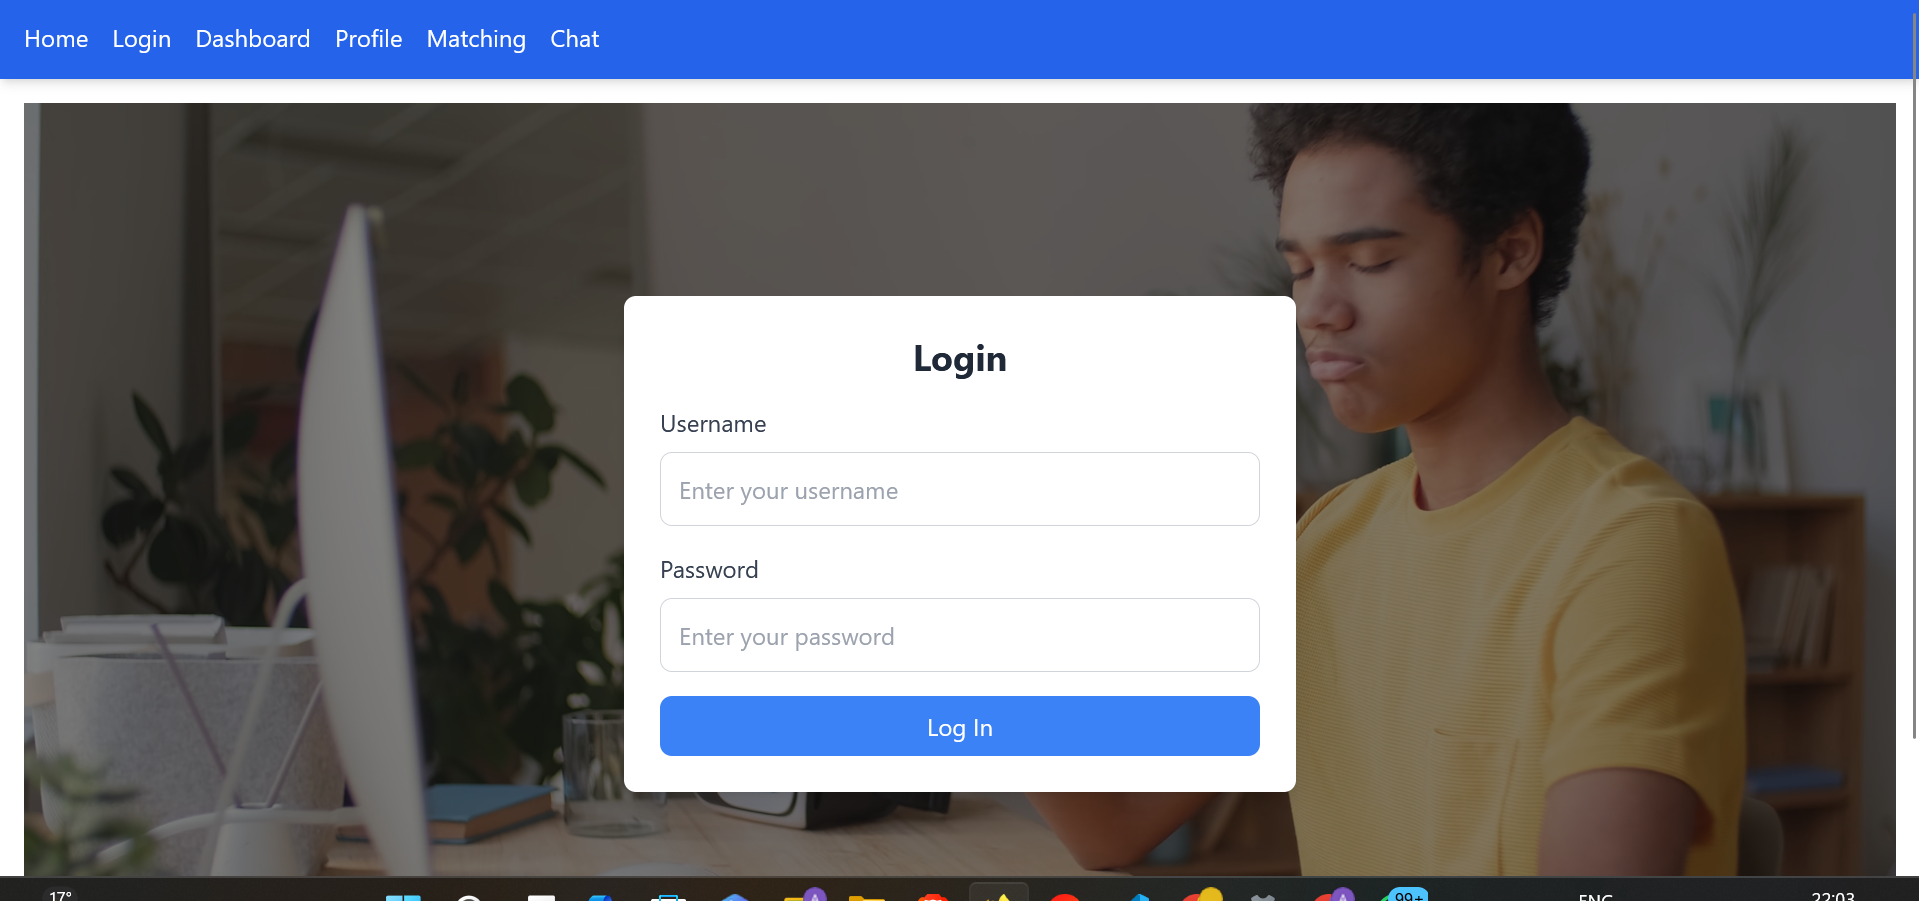 Home Login Dashboard Profile Matching Chat
Login
Username
Enter your username
Password
Enter your password
Log In
17°
99+
ENG
22:03